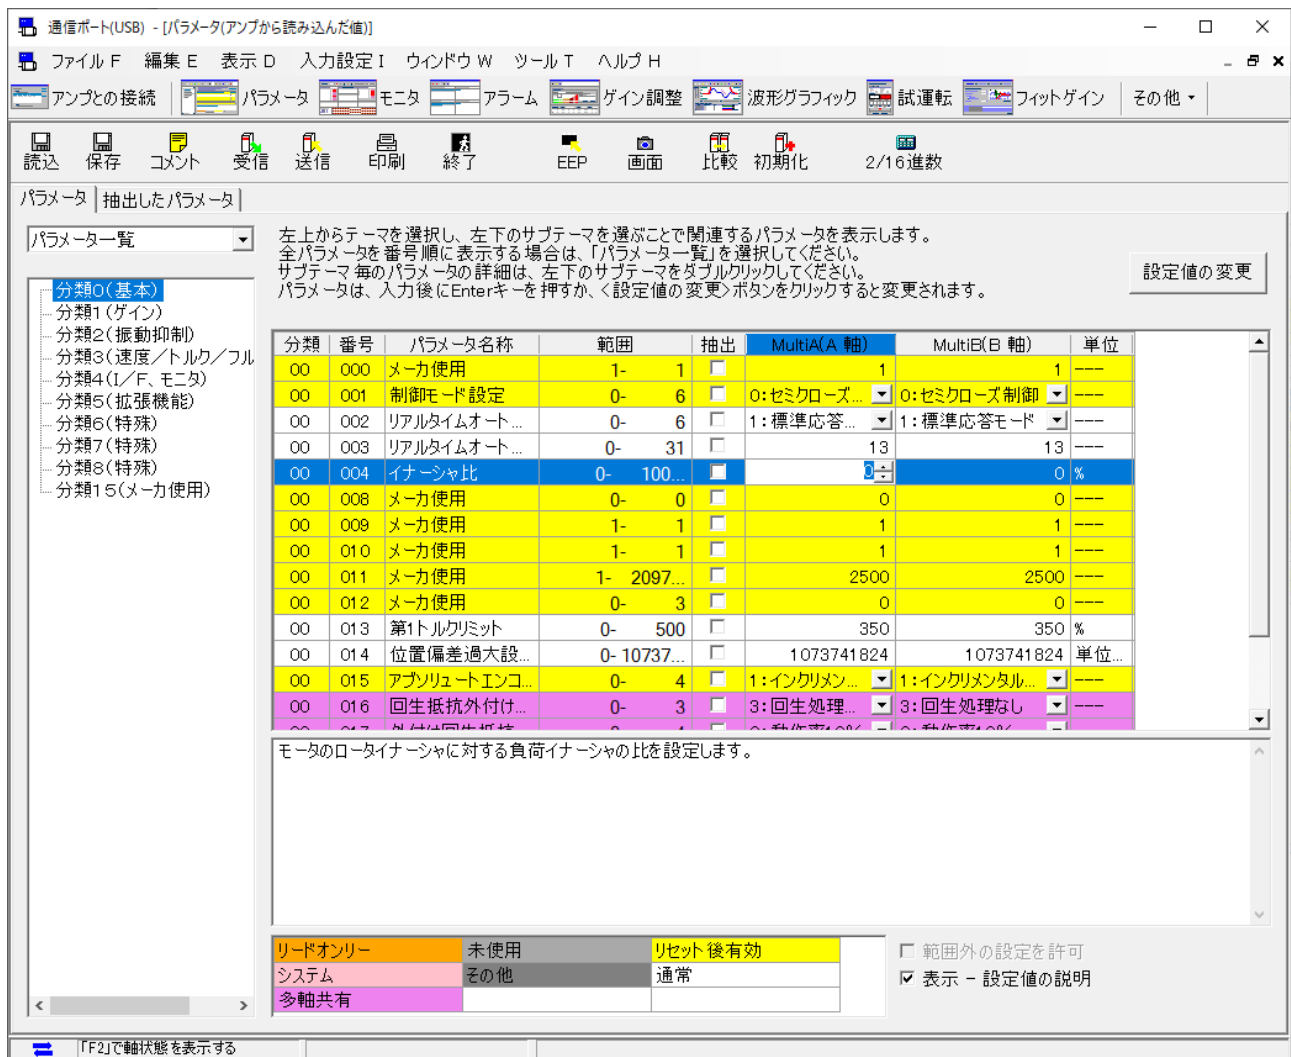 通信ポート(USB) - [パラメータ(アンプから読み込んだ値)]
ファイル F 編集 E 表示 D 入力設定 I ウィンドウ W ツール T ヘルプ H
アンプとの接続 パラメータ モニタ アラーム ゲイン調整 波形グラフィック 試運転 フィットゲイン その他
読込 保存 コメント 受信 送信 印刷 終了 EEP 画面 比較 初期化 2/16進数
パラメータ 抽出したパラメータ
パラメータ一覧
左上からテーマを選択し、左下のサブテーマを選ぶことで関連するパラメータを表示します。
全パラメータを番号順に表示する場合は、「パラメータ一覧」を選択してください。
サブテーマ毎のパラメータの詳細は、左下のサブテーマをダブルクリックしてください。
パラメータは、入力後にEnterキーを押すか、<設定値の変更>ボタンをクリックすると変更されます。
設定値の変更
分類0(基本)
分類1(ゲイン)
分類2(振動抑制)
分類3(速度/トルク/フル
分類4(I/F、モニタ)
分類5(拡張機能)
分類6(特殊)
分類7(特殊)
分類8(特殊)
分類15(メーカ使用)
分類 番号 パラメータ名称 範囲 抽出 MultiA(A 軸) MultiB(B 軸) 単位
00 000 メーカ使用 1- 1 1 1 ---
00 001 制御モード設定 0- 6 0:セミクローズ... 0:セミクローズ制御 ---
00 002 リアルタイムオート... 0- 6 1:標準応答... 1:標準応答モード ---
00 003 リアルタイムオート... 0- 31 13 13 ---
00 004 イナーシャ比 0- 100... 0 0 %
00 008 メーカ使用 0- 0 0 0 ---
00 009 メーカ使用 1- 1 1 1 ---
00 010 メーカ使用 1- 1 1 1 ---
00 011 メーカ使用 1- 2097... 2500 2500 ---
00 012 メーカ使用 0- 3 0 0 ---
00 013 第1トルクリミット 0- 500 350 350 %
00 014 位置偏差過大設... 0- 10737... 1073741824 1073741824 単位...
00 015 アブソリュートエンコ... 0- 4 1:インクリメン... 1:インクリメンタル... ---
00 016 回生抵抗外付け... 0- 3 3:回生処理... 3:回生処理なし ---
モータのロータイナーシャに対する負荷イナーシャの比を設定します。
リードオンリー 未使用 リセット後有効
システム その他 通常
多軸共有
範囲外の設定を許可
表示 - 設定値の説明
「F2」で軸状態を表示する